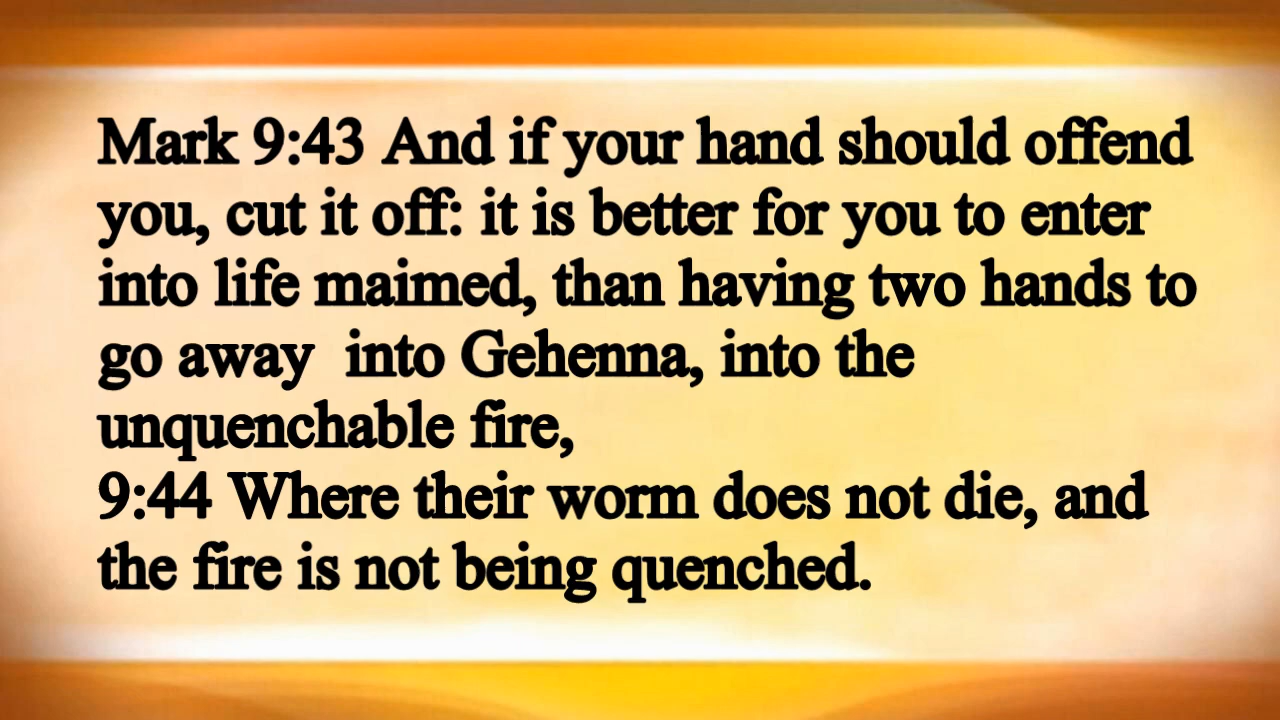 Mark 9:43 And if your hand should offend
you, cut it off: it is better for you to enter
into life maimed, than having two hands to
go away  into Gehenna, into the
unquenchable fire,
9:44 Where their worm does not die, and
the fire is not being quenched.